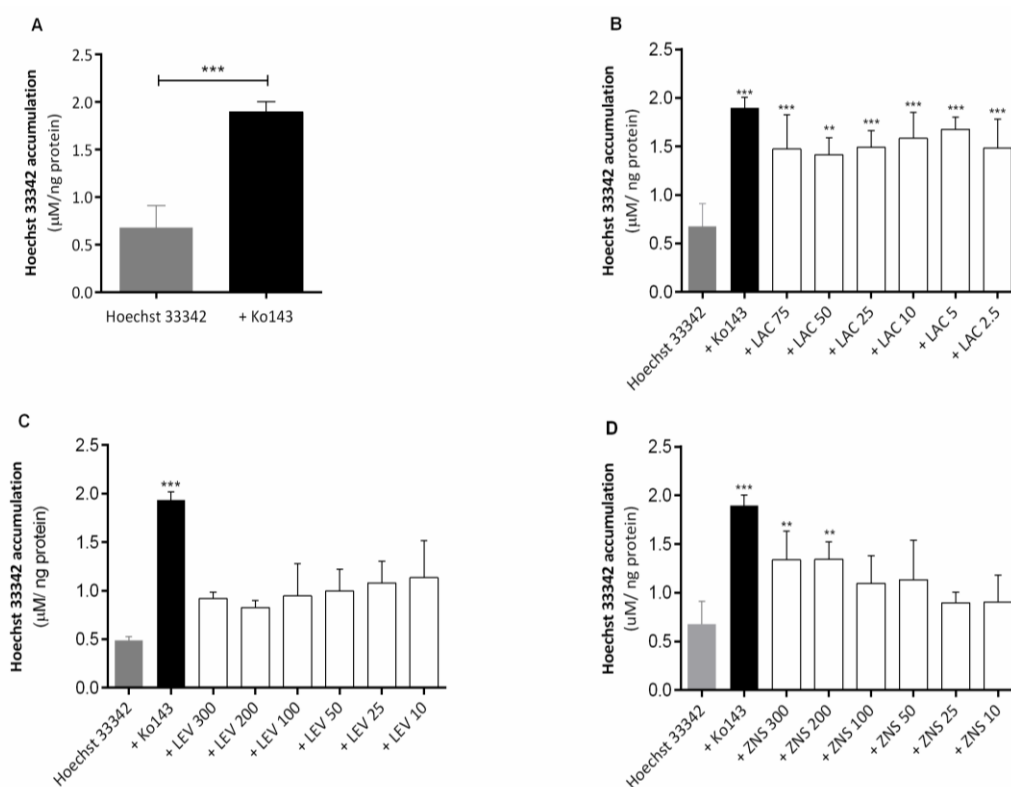 A
Hoechst 33342 accumulation
(µM/ ng protein)
2.5
2.0
1.5
1.0
0.5
0.0
***
Hoechst 33342
+ Ko143
B
Hoechst 33342 accumulation
(µM/ ng protein)
2.5
2.0
1.5
1.0
0.5
0.0
***
***
**
***
***
***
***
Hoechst 33342
+ Ko143
+ LAC 75
+ LAC 50
+ LAC 25
+ LAC 10
+ LAC 5
+ LAC 2.5
C
Hoechst 33342 accumulation
(µM/ ng protein)
2.5
2.0
1.5
1.0
0.5
0.0
***
Hoechst 33342
+ Ko143
+ LEV 300
+ LEV 200
+ LEV 100
+ LEV 50
+ LEV 25
+ LEV 10
D
Hoechst 33342 accumulation
(uM/ ng protein)
2.5
2.0
1.5
1.0
0.5
0.0
***
**
**
Hoechst 33342
+ Ko143
+ ZNS 300
+ ZNS 200
+ ZNS 100
+ ZNS 50
+ ZNS 25
+ ZNS 10